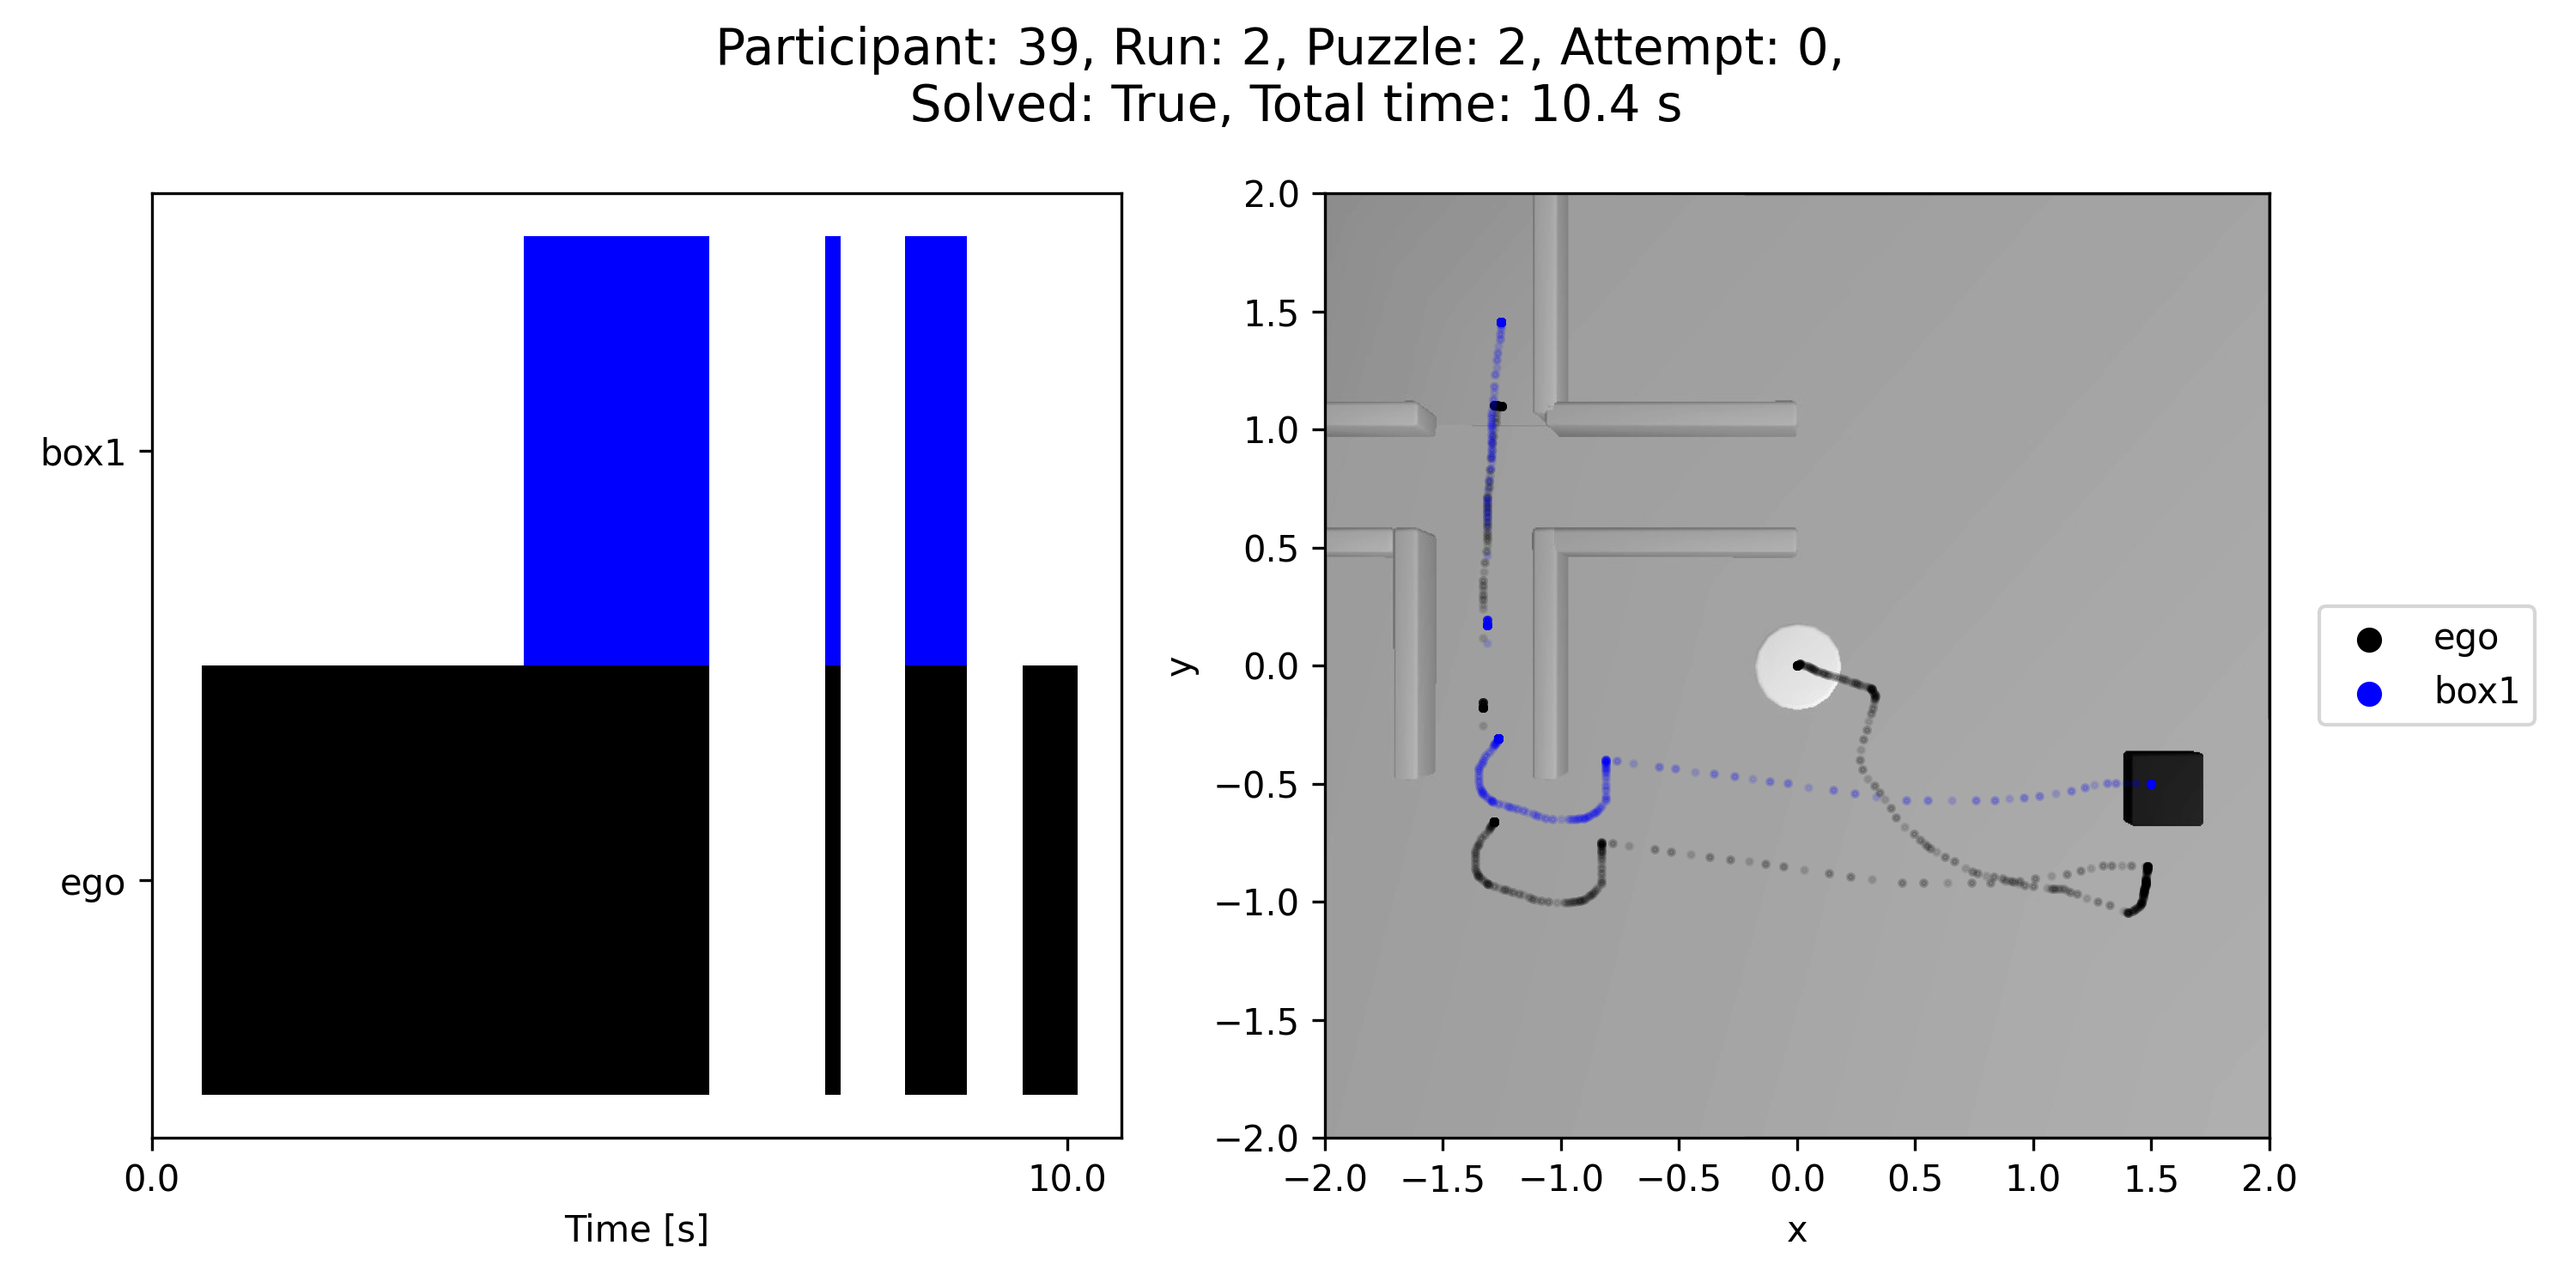 Participant: 39, Run: 2, Puzzle: 2, Attempt: 0,
Solved: True, Total time: 10.4 s
box1
ego
0.0
10.0
Time [s]
2.0
1.5
1.0
0.5
0.0
−0.5
−1.0
−1.5
−2.0
y
−2.0
−1.5
−1.0
−0.5
0.0
0.5
1.0
1.5
2.0
x
ego
box1